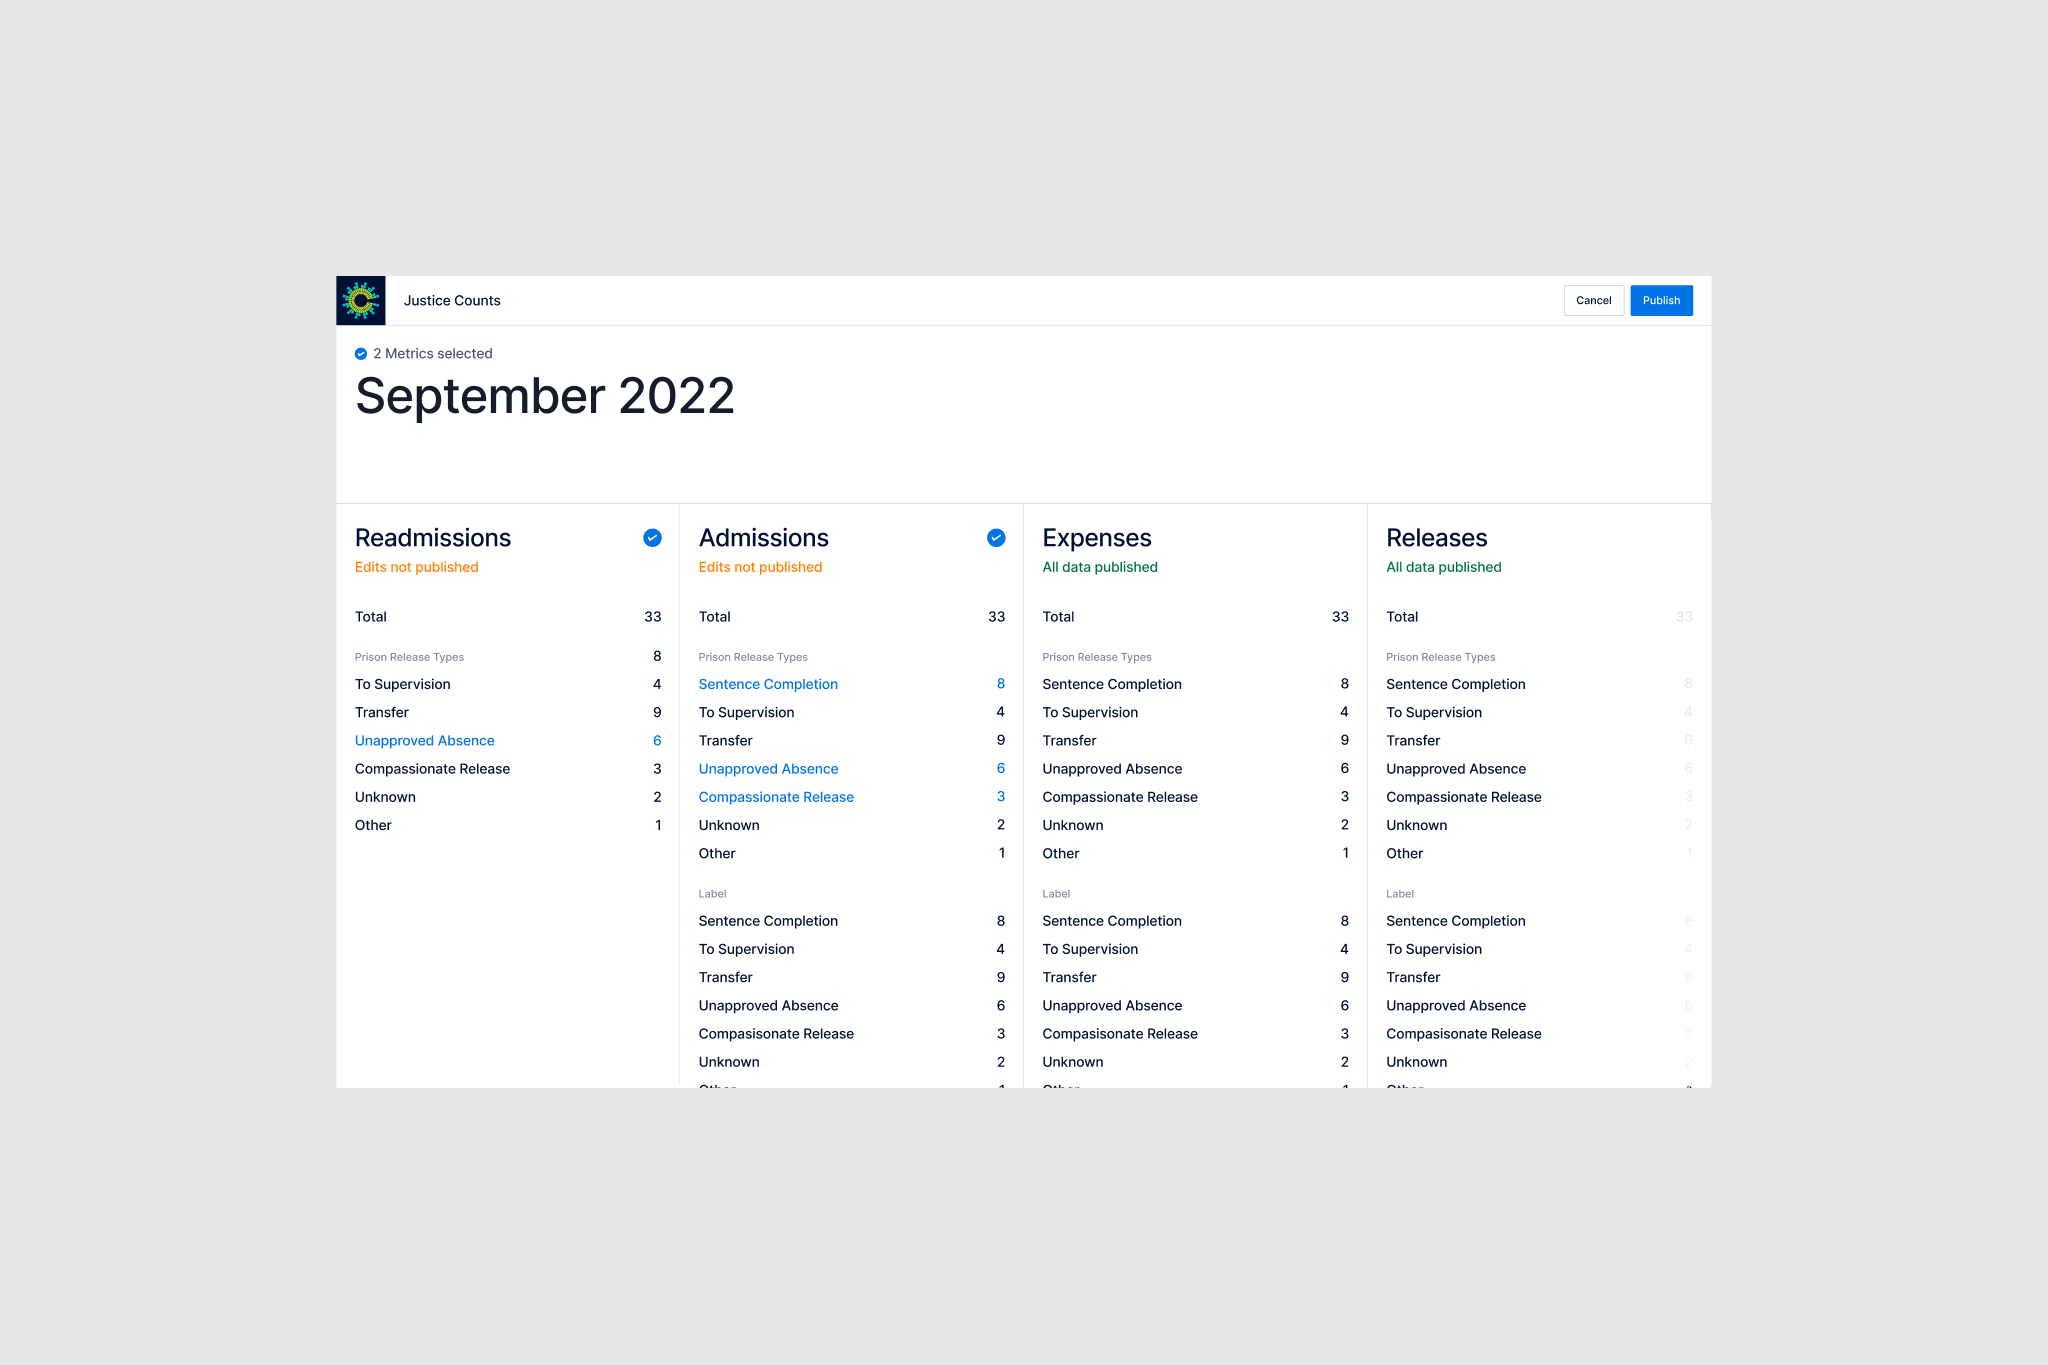 Justice Counts
Cancel
Publish
2 Metrics selected
September 2022
Readmissions
Edits not published
Total 33
Prison Release Types 8
To Supervision 4
Transfer 9
Unapproved Absence 6
Compassionate Release 3
Unknown 2
Other 1
Admissions
Edits not published
Total 33
Prison Release Types
Sentence Completion 8
To Supervision 4
Transfer 9
Unapproved Absence 6
Compassionate Release 3
Unknown 2
Other 1
Label
Sentence Completion 8
To Supervision 4
Transfer 9
Unapproved Absence 6
Compasisonate Release 3
Unknown 2
Other 1
Expenses
All data published
Total 33
Prison Release Types
Sentence Completion 8
To Supervision 4
Transfer 9
Unapproved Absence 6
Compassionate Release 3
Unknown 2
Other 1
Label
Sentence Completion 8
To Supervision 4
Transfer 9
Unapproved Absence 6
Compasisonate Release 3
Unknown 2
Other 1
Releases
All data published
Total 33
Prison Release Types
Sentence Completion 8
To Supervision 4
Transfer 9
Unapproved Absence 6
Compassionate Release 3
Unknown 2
Other 1
Label
Sentence Completion 8
To Supervision 4
Transfer 9
Unapproved Absence 6
Compasisonate Release 3
Unknown 2
Other